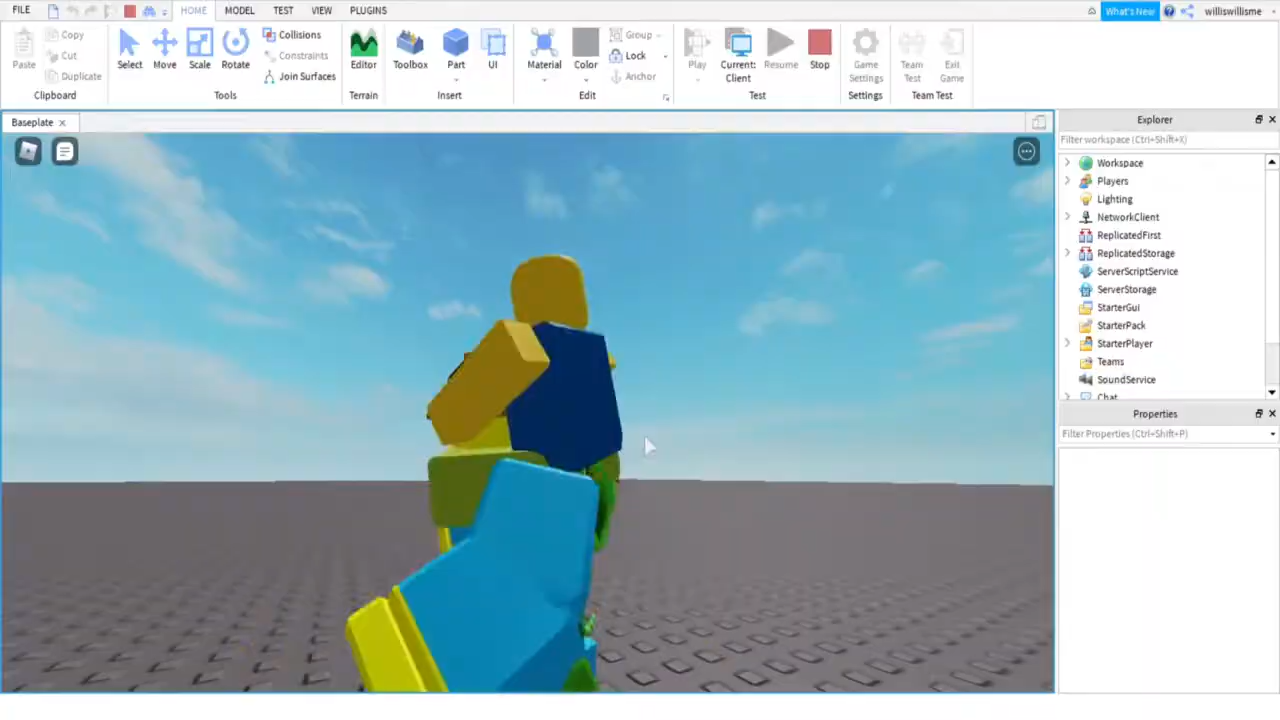 FILE HOME MODEL TEST VIEW PLUGINS What's New williswillisme
Paste Copy Cut Duplicate Select Move Scale Rotate Collisions Constraints Join Surfaces Editor Toolbox Part UI Material Color Group Lock Anchor Play Current: Client Resume Stop Game Settings Team Test Exit Game
Clipboard Tools Terrain Insert Edit Test Settings Team Test
Baseplate
Explorer
Filter workspace (Ctrl+Shift+X)
Workspace
Players
Lighting
NetworkClient
ReplicatedFirst
ReplicatedStorage
ServerScriptService
ServerStorage
StarterGui
StarterPack
StarterPlayer
Teams
SoundService
Chat
Properties
Filter Properties (Ctrl+Shift+P)